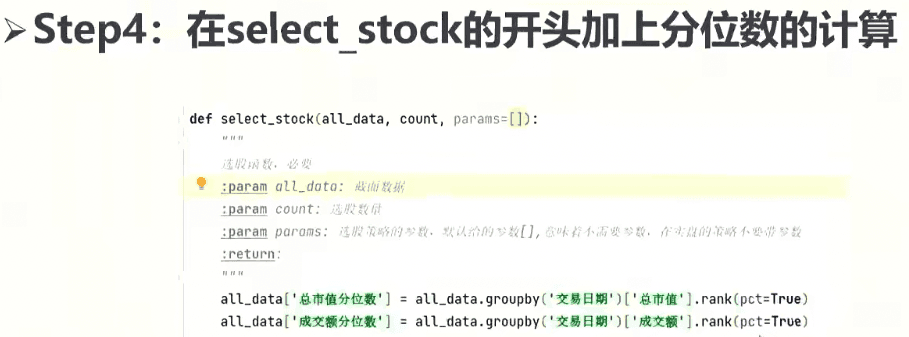 ➢Step4：在select_stock的开头加上分位数的计算
def select_stock(all_data, count, params=[]):
"""
选股函数，必要
:param all_data: 截面数据
:param count: 选股数量
:param params: 选股策略的参数，默认给的参数[],意味着不需要参数，在实盘的策略不要带参数
:return:
"""
all_data['总市值分位数'] = all_data.groupby('交易日期')['总市值'].rank(pct=True)
all_data['成交额分位数'] = all_data.groupby('交易日期')['成交额'].rank(pct=True)